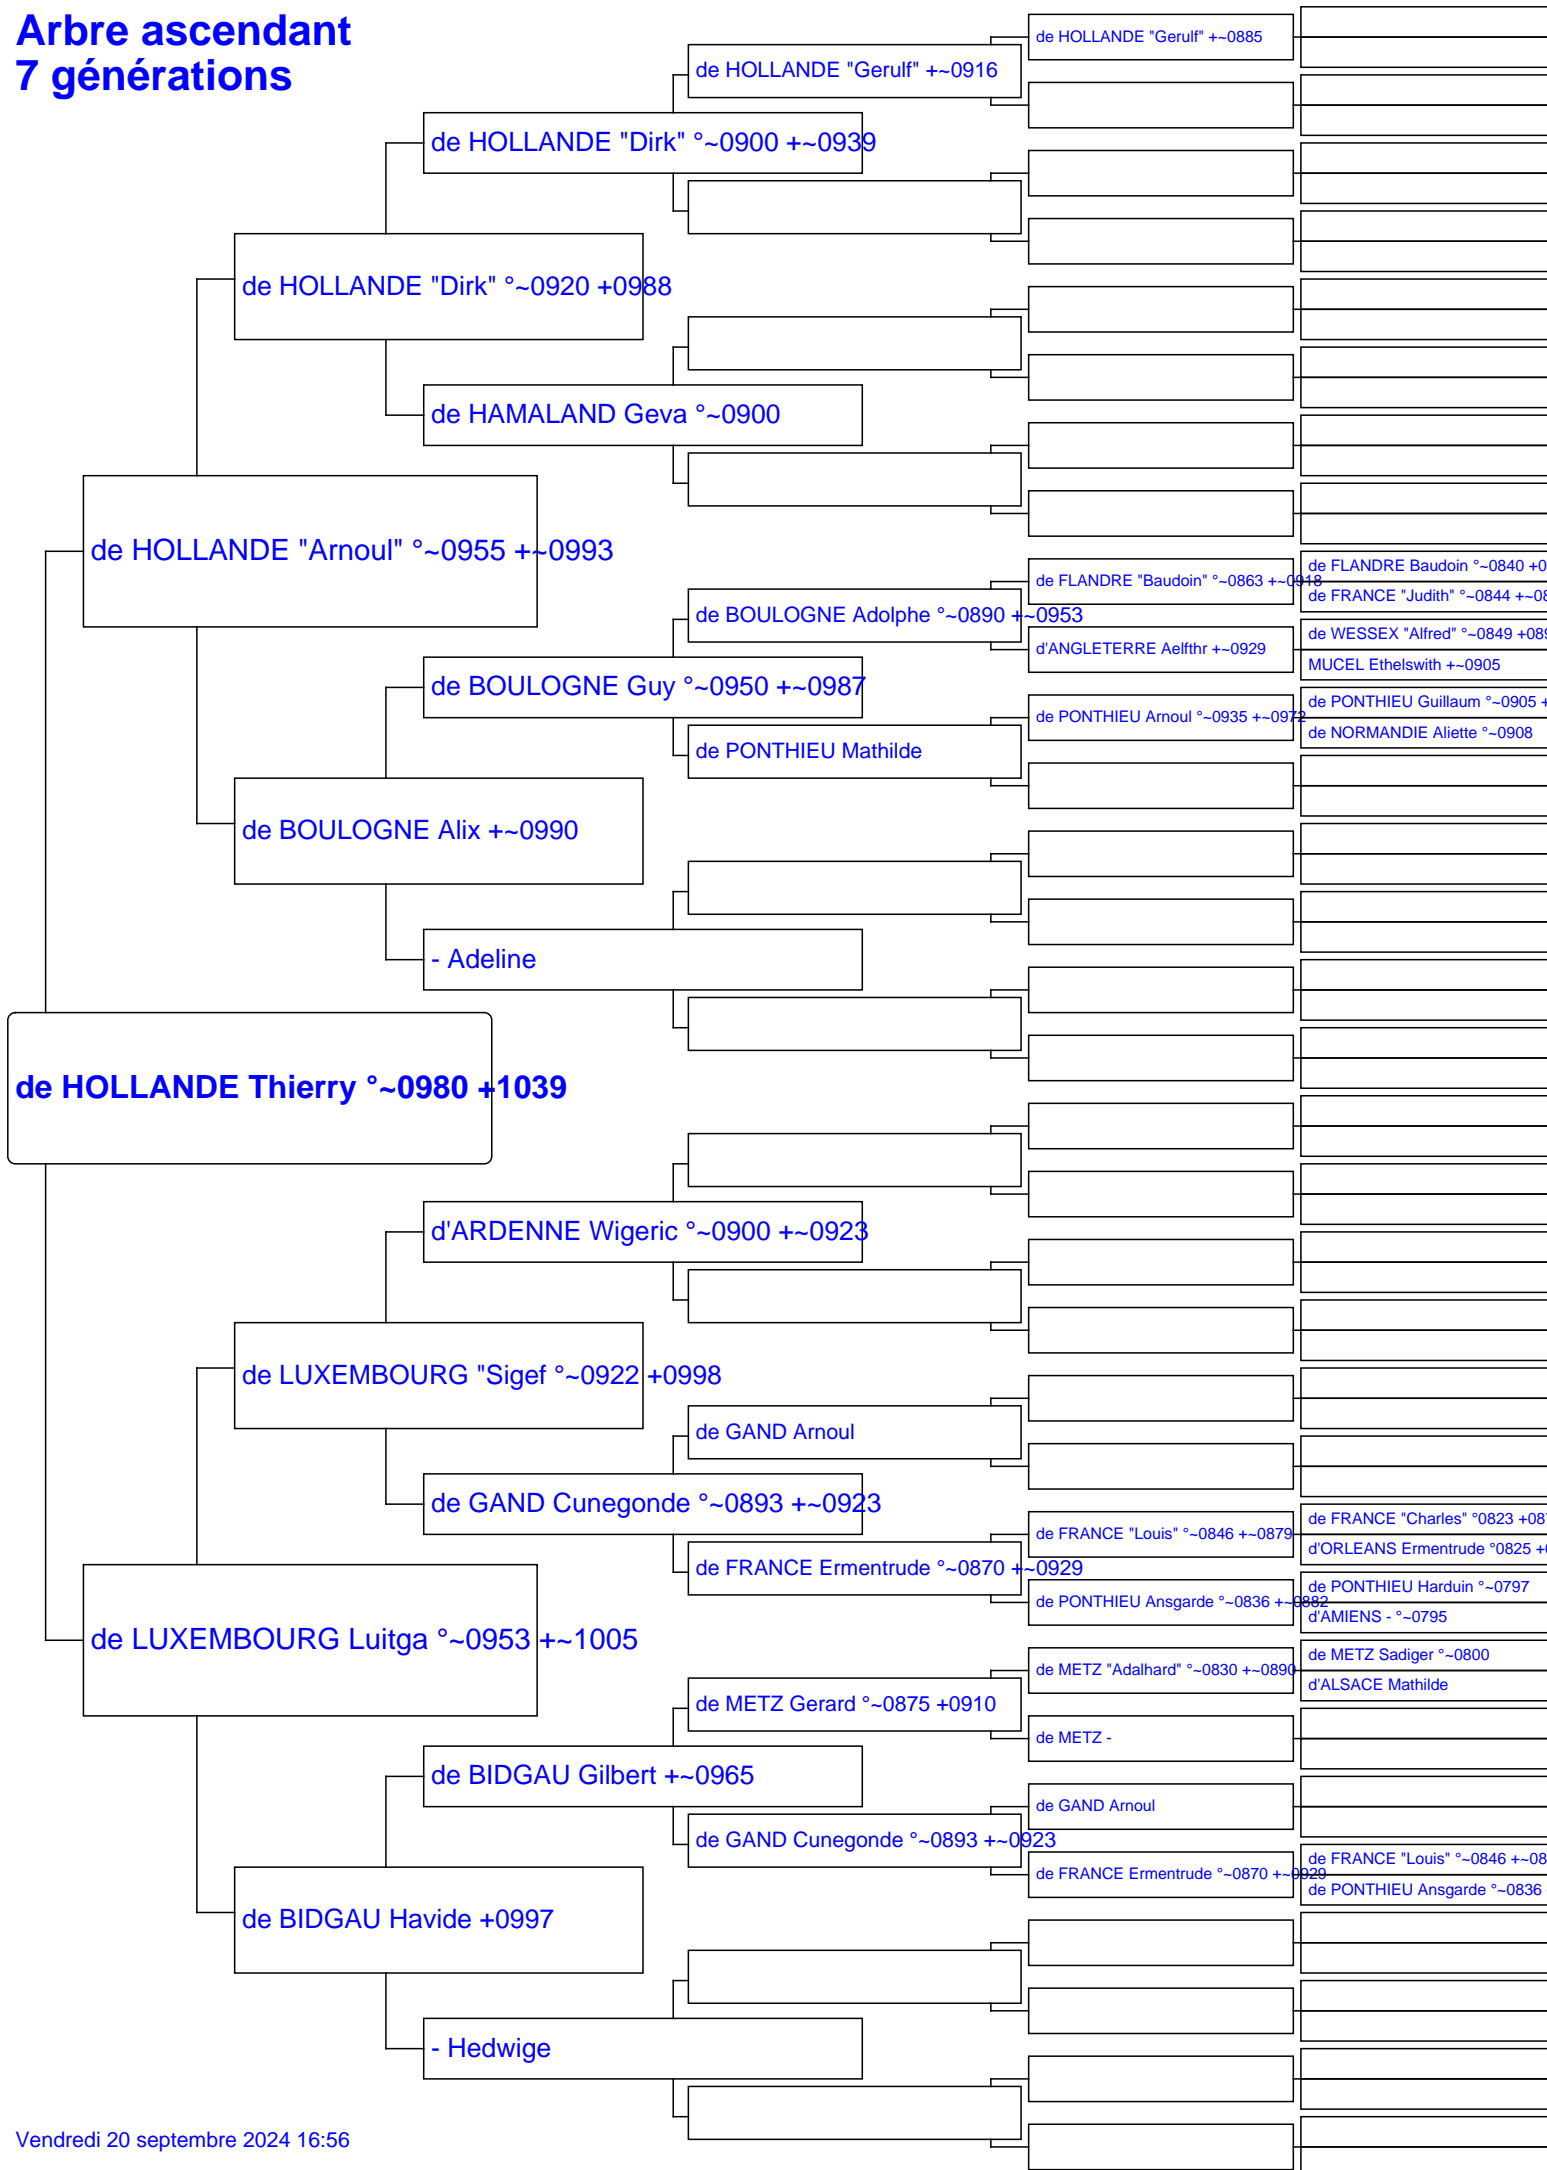 Arbre ascendant
7 générations
de HOLLANDE "Gerulf" +~0885
de HOLLANDE "Gerulf" +~0916
de HOLLANDE "Dirk" °~0900 +~0939
de HOLLANDE "Dirk" °~0920 +0988
de HAMALAND Geva °~0900
de HOLLANDE "Arnoul" °~0955 +~0993
de FLANDRE Baudoin °~0840 +0
de FLANDRE "Baudoin" °~0863 +~0918
de FRANCE "Judith" °~0844 +~08
de BOULOGNE Adolphe °~0890 +~0953
de WESSEX "Alfred" °~0849 +089
d'ANGLETERRE Aelfthr +~0929
MUCEL Ethelswith +~0905
de BOULOGNE Guy °~0950 +~0987
de PONTHIEU Guillaum °~0905 +
de PONTHIEU Arnoul °~0935 +~0972
de NORMANDIE Aliette °~0908
de PONTHIEU Mathilde
de BOULOGNE Alix +~0990
- Adeline
de HOLLANDE Thierry °~0980 +1039
d'ARDENNE Wigeric °~0900 +~0923
de LUXEMBOURG "Sigef °~0922 +0998
de GAND Arnoul
de GAND Cunegonde °~0893 +~0923
de FRANCE "Charles" °0823 +087
de FRANCE "Louis" °~0846 +~0879
d'ORLEANS Ermentrude °0825 +0
de FRANCE Ermentrude °~0870 +~0929
de PONTHIEU Harduin °~0797
de PONTHIEU Ansgarde °~0836 +~0882
d'AMIENS - °~0795
de LUXEMBOURG Luitga °~0953 +~1005
de METZ Sadiger °~0800
de METZ "Adalhard" °~0830 +~0890
d'ALSACE Mathilde
de METZ Gerard °~0875 +0910
de METZ -
de BIDGAU Gilbert +~0965
de GAND Arnoul
de GAND Cunegonde °~0893 +~0923
de FRANCE "Louis" °~0846 +~08
de FRANCE Ermentrude °~0870 +~0929
de PONTHIEU Ansgarde °~0836
de BIDGAU Havide +0997
- Hedwige
Vendredi 20 septembre 2024 16:56